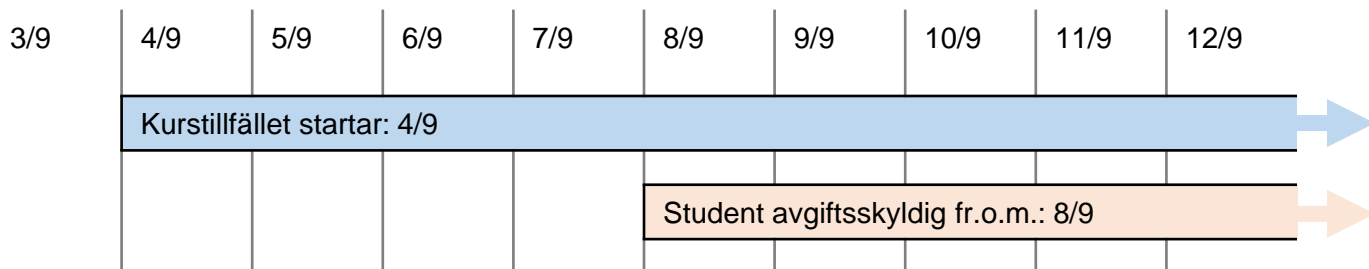 3/9 4/9 5/9 6/9 7/9 8/9 9/9 10/9 11/9 12/9
Kurstillfället startar: 4/9
Student avgiftsskyldig fr.o.m.: 8/9